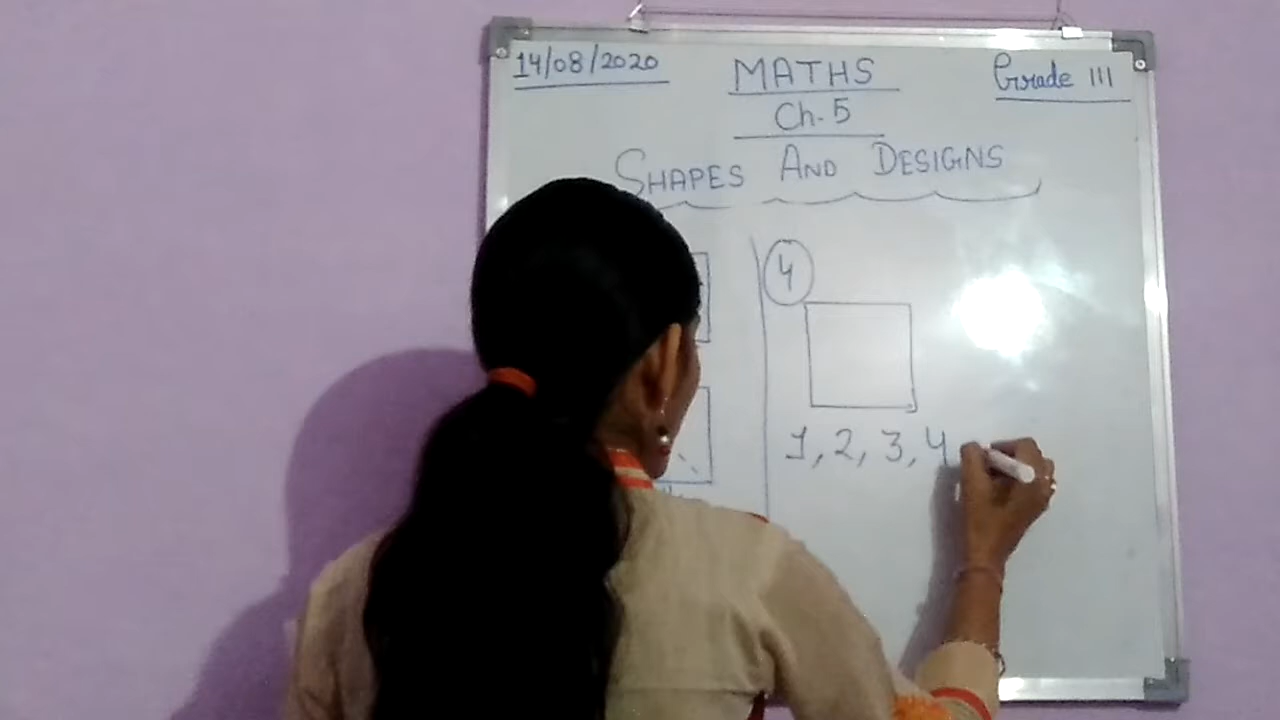 14/08/2020
MATHS
Grade III
Ch. 5
SHAPES AND DESIGNS
4
1, 2, 3, 4